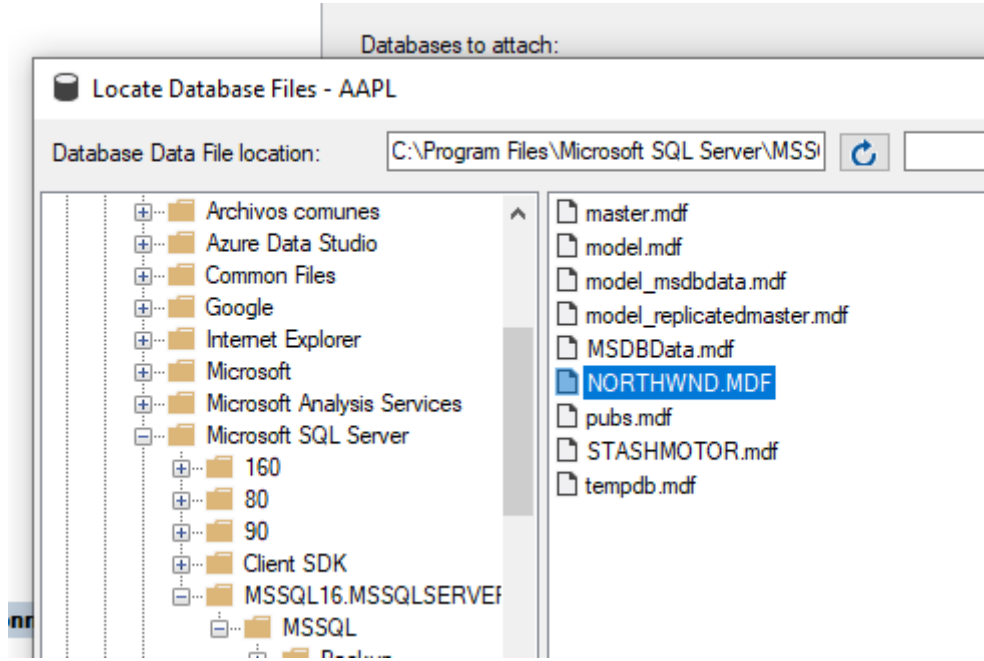 Databases to attach:
Locate Database Files - AAPL
Database Data File location:
C:\Program Files\Microsoft SQL Server\MSS
Archivos comunes
Azure Data Studio
Common Files
Google
Internet Explorer
Microsoft
Microsoft Analysis Services
Microsoft SQL Server
160
80
90
Client SDK
MSSQL16.MSSQLSERVER
MSSQL
Backup
master.mdf
model.mdf
model_msdbdata.mdf
model_replicatedmaster.mdf
MSDBData.mdf
NORTHWND.MDF
pubs.mdf
STASHMOTOR.mdf
tempdb.mdf